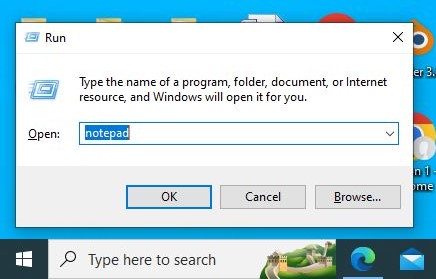 Run
er 3.
Type the name of a program, folder, document, or Internet
resource, and Windows will open it for you.
Open: notepad
OK Cancel Browse...
n 1 -
ome
Type here to search